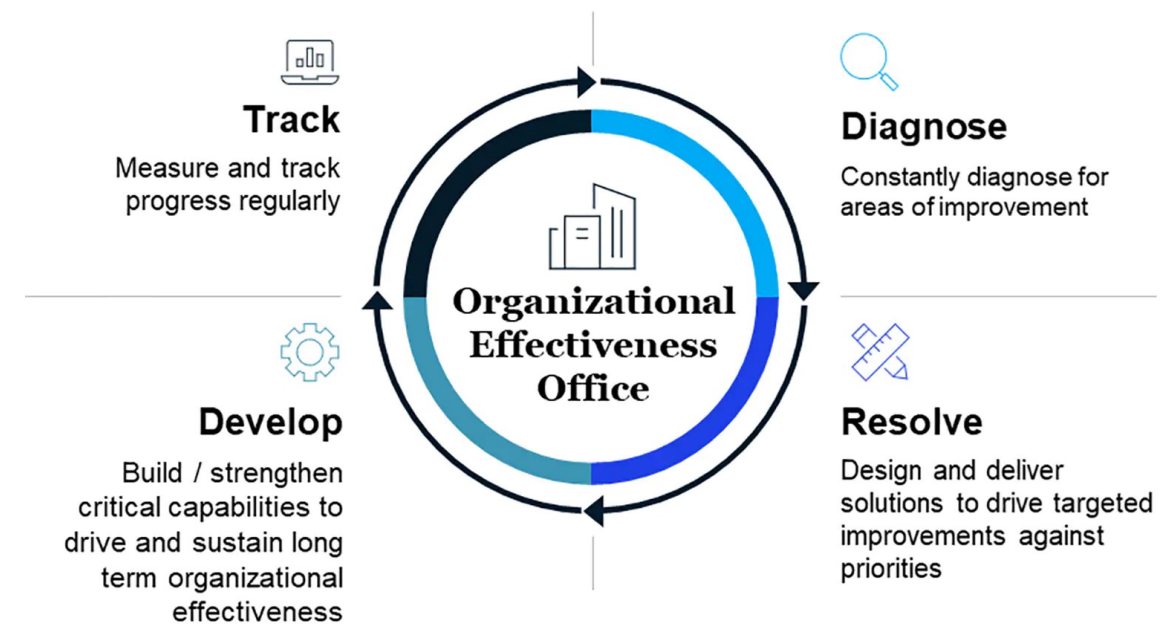 Track
Measure and track
progress regularly
Diagnose
Constantly diagnose for
areas of improvement
Organizational
Effectiveness
Office
Develop
Build / strengthen
critical capabilities to
drive and sustain long
term organizational
effectiveness
Resolve
Design and deliver
solutions to drive targeted
improvements against
priorities